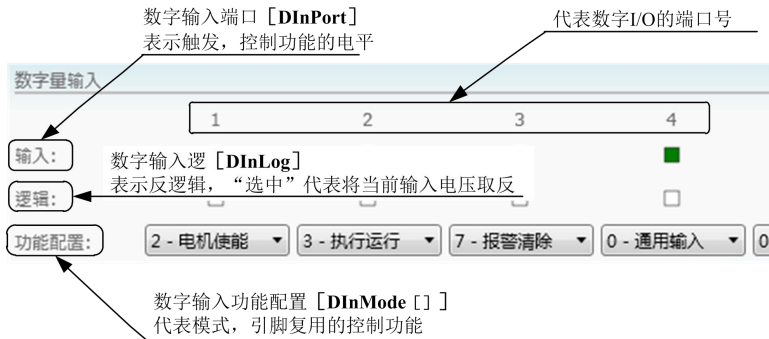 数字输入端口［DInPort］
表示触发，控制功能的电平
代表数字I/O的端口号
数字量输入
1 2 3 4
输入:
数字输入逻［DInLog］
表示反逻辑，“选中”代表将当前输入电压取反
逻辑:
功能配置: 2 - 电机使能 3 - 执行运行 7 - 报警清除 0 - 通用输入 0
数字输入功能配置［DInMode []］
代表模式，引脚复用的控制功能